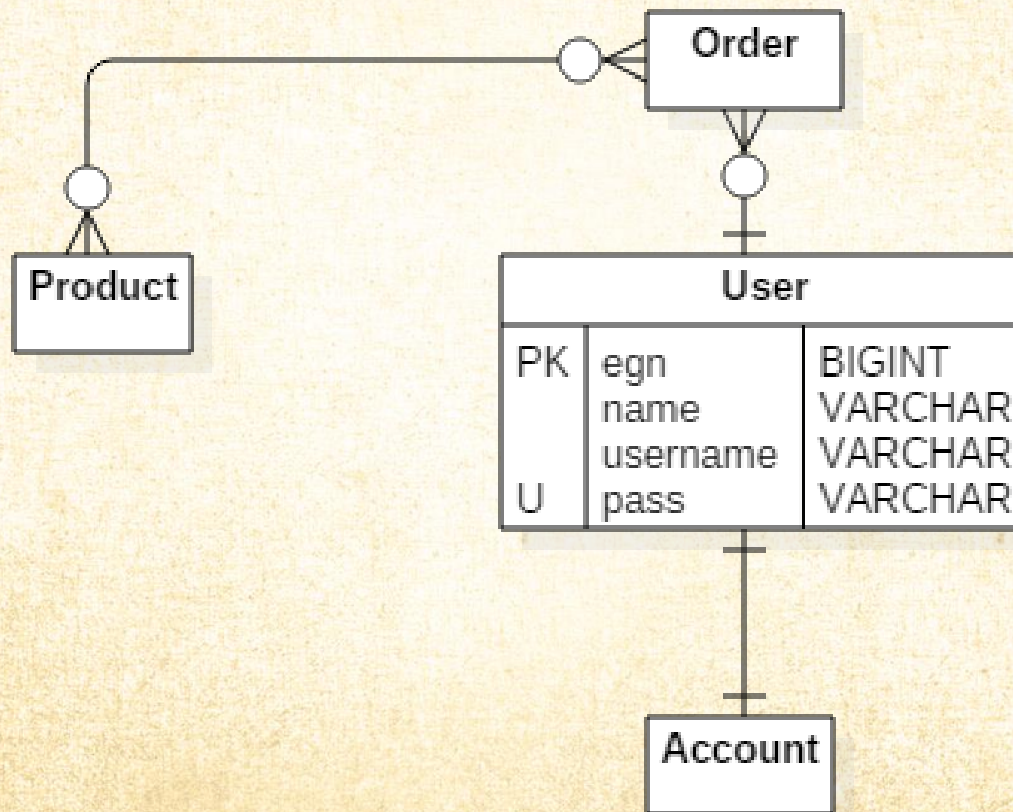 Order
Product
User
PK egn BIGINT
name VARCHAR
username VARCHAR
U pass VARCHAR
Account